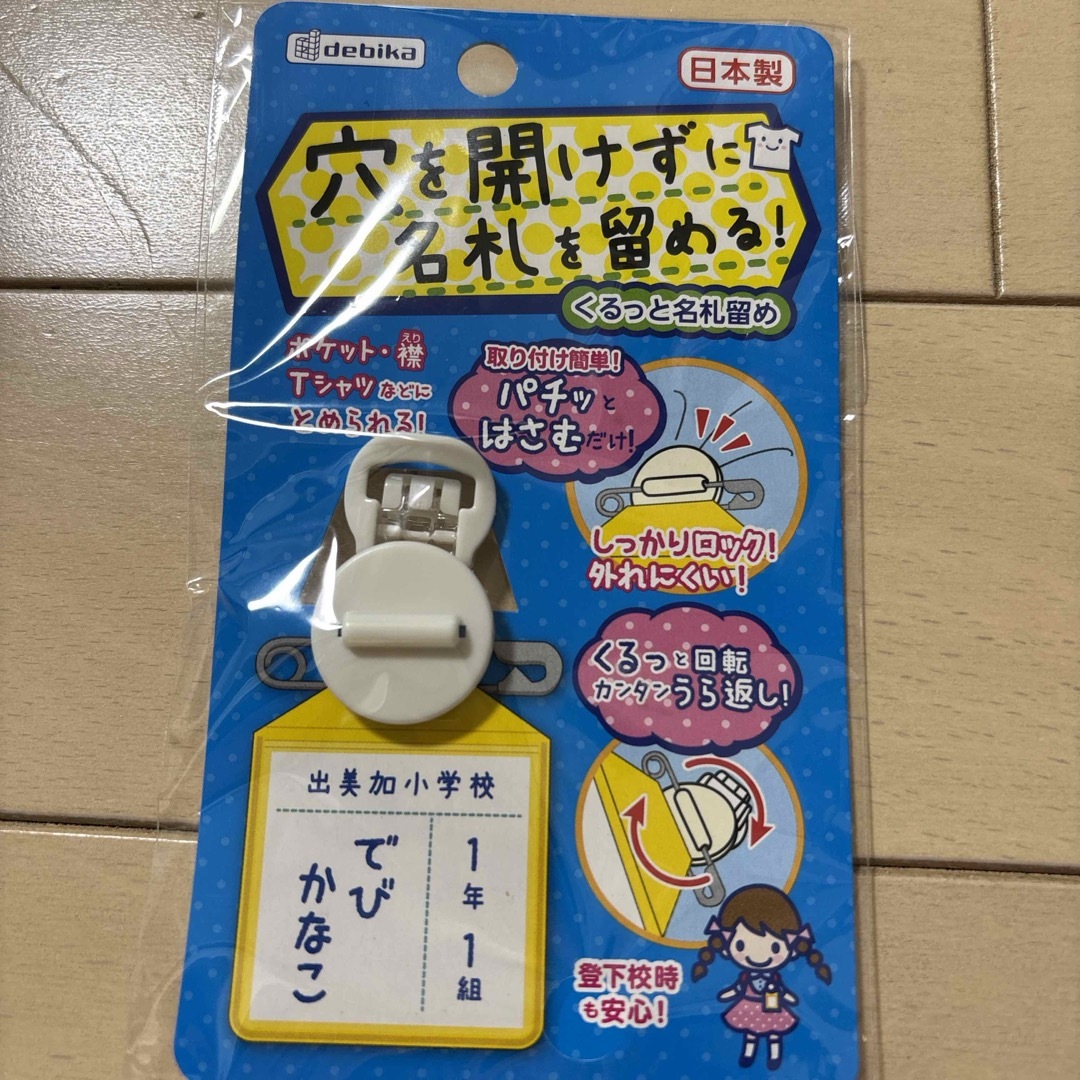 debika
日本製
穴を開けずに
名札を留める!
くるっと名札留め
ポケット・襟
えり
Tシャツなどに
とめられる!
取り付け簡単!
パチッと
はさむだけ!
しっかりロック!
外れにくい!
くるっと回転
カンタンうら返し!
出美加小学校
1年1組
でび
かなこ
登下校時
も安心!